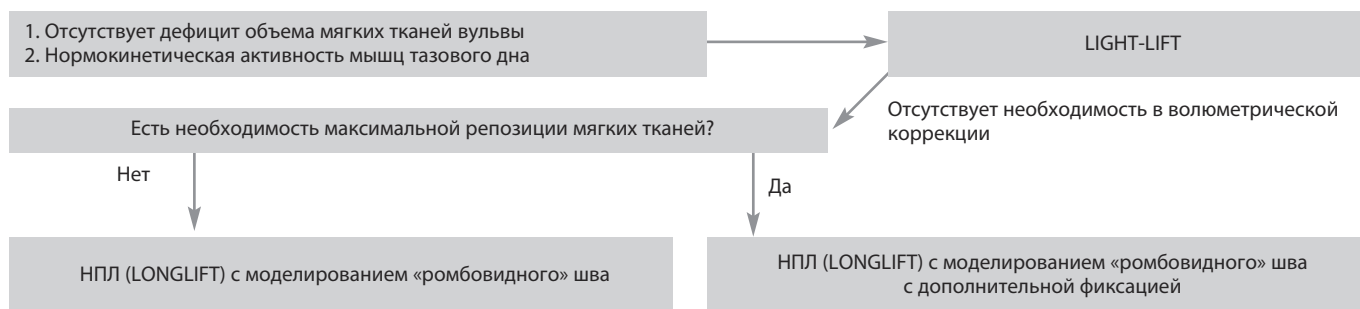 1. Отсутствует дефицит объема мягких тканей вульвы
2. Нормокинетическая активность мышц тазового дна
LIGHT-LIFT
Отсутствует необходимость в волюметрической
коррекции
Есть необходимость максимальной репозиции мягких тканей?
Нет
Да
НПЛ (LONGLIFT) с моделированием «ромбовидного» шва
НПЛ (LONGLIFT) с моделированием «ромбовидного» шва
с дополнительной фиксацией